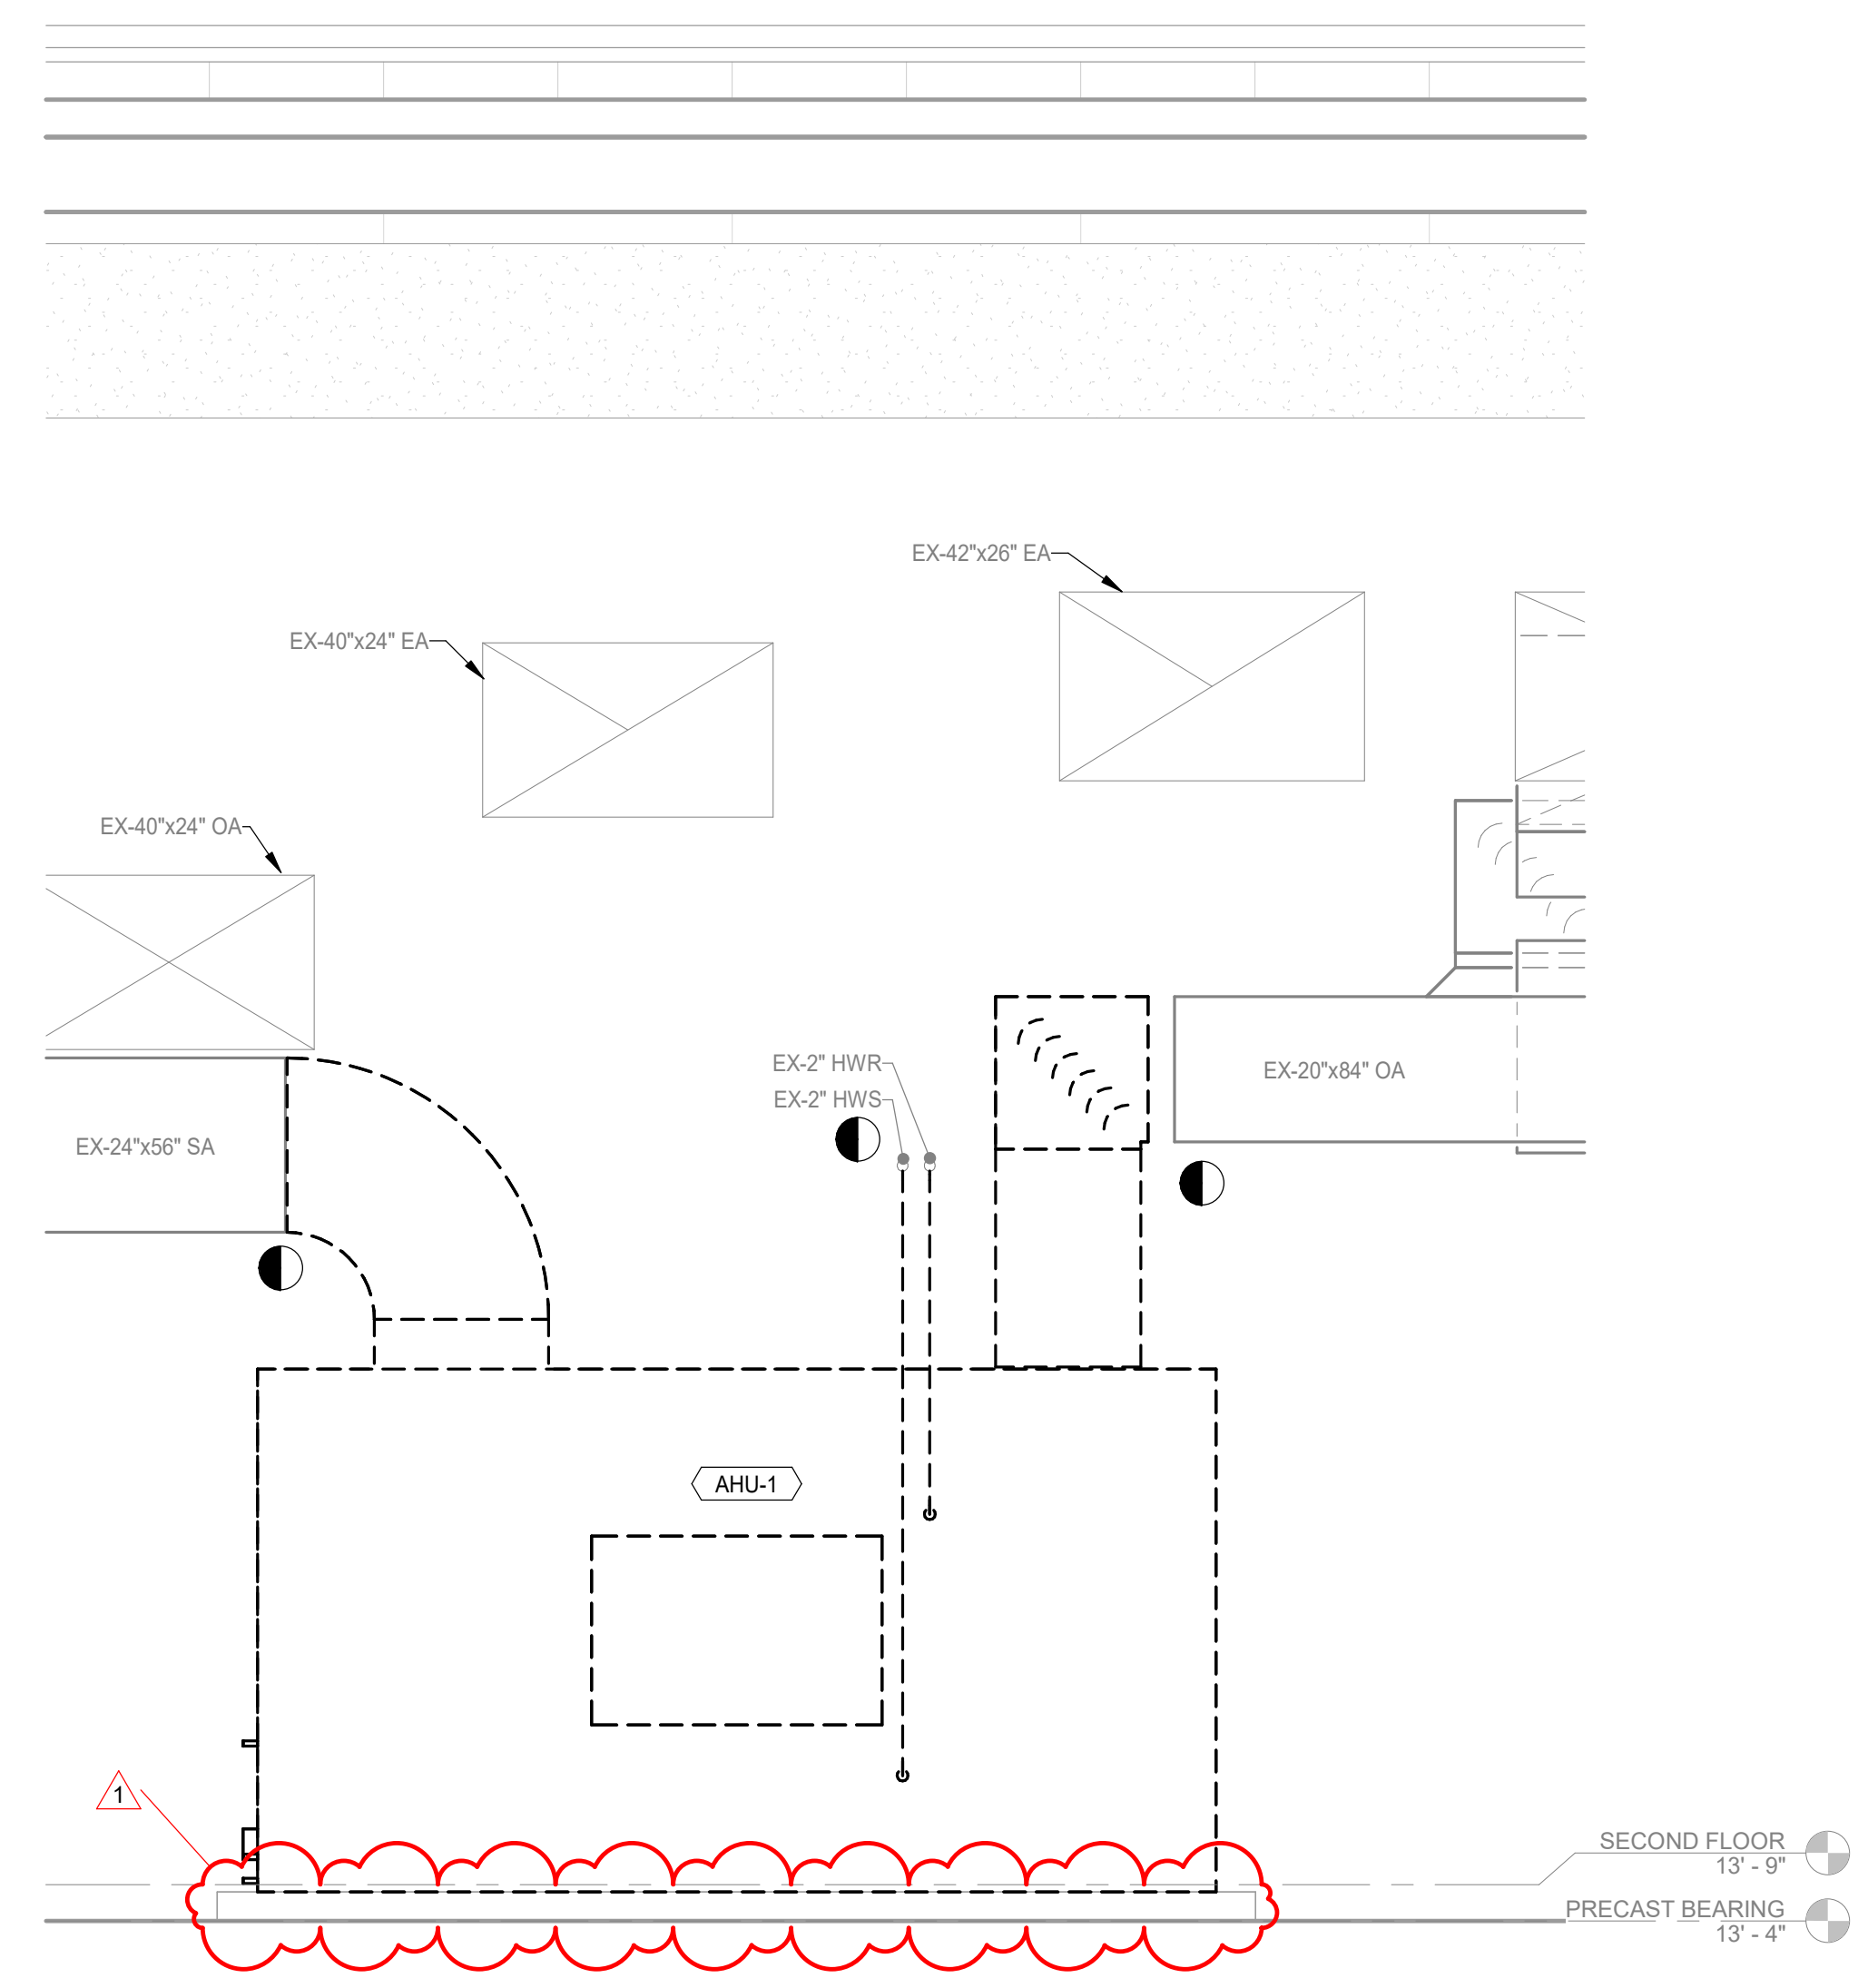 EX-42"x26" EA
EX-40"x24" EA
EX-40"x24" OA
EX-2" HWR
EX-20"x84" OA
EX-2" HWS
EX-24"x56" SA
AHU-1
1
SECOND FLOOR
13' - 9"
PRECAST BEARING
13' - 4"